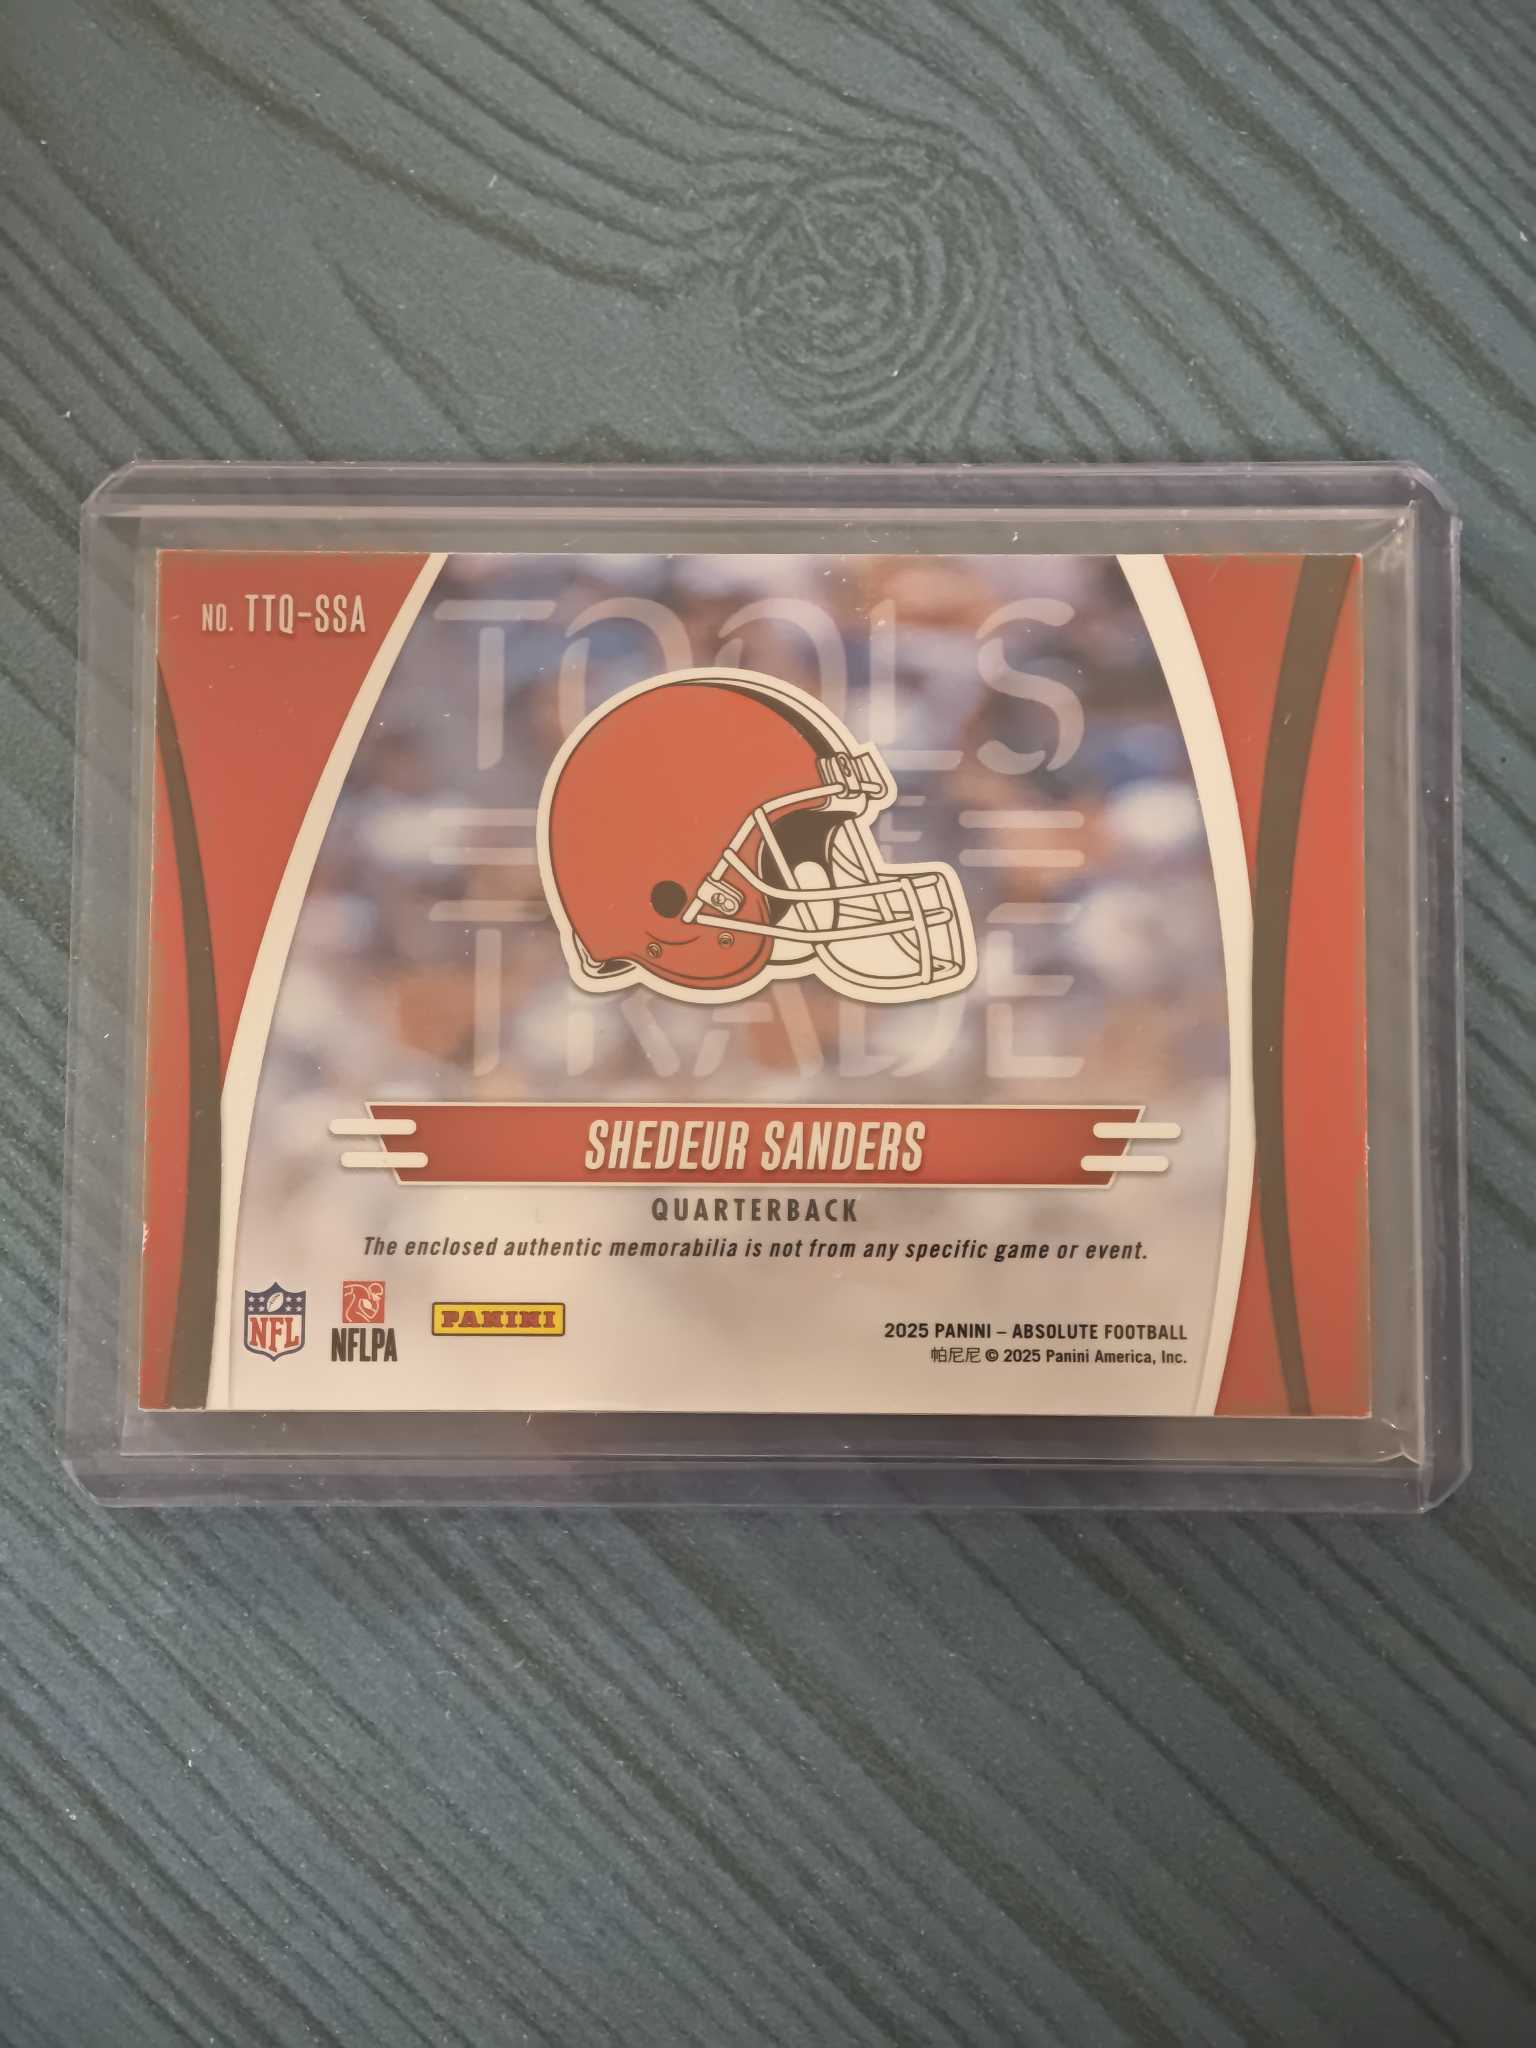 NO. TTQ-SSA
TOOLS
TRADE
SHEDEUR SANDERS
QUARTERBACK
The enclosed authentic memorabilia is not from any specific game or event.
NFL
NFLPA
PANINI
2025 PANINI – ABSOLUTE FOOTBALL
帕尼尼 © 2025 Panini America, Inc.